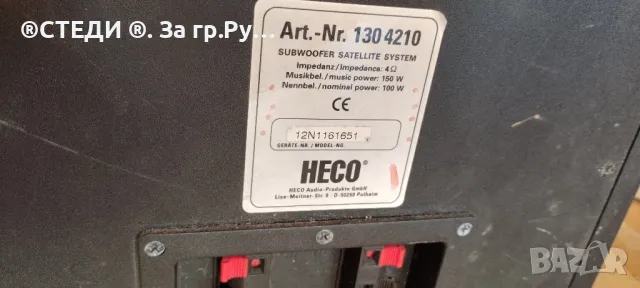 ®СТЕДИ ®. За гр.Ру...
Art.-Nr. 130 4210
SUBWOOFER SATELLITE SYSTEM
Impedanz/Impedance: 4Ω
Musikbel./music power: 150 W
Nennbel./nominal power: 100 W
CE
12N1161651
GERÄTE-NR./MODEL-NO.
HECO®
HECO Audio-Produkte GmbH
Lise-Meitner-Str 9 · D-50259 Pulheim
BAZAR
bg